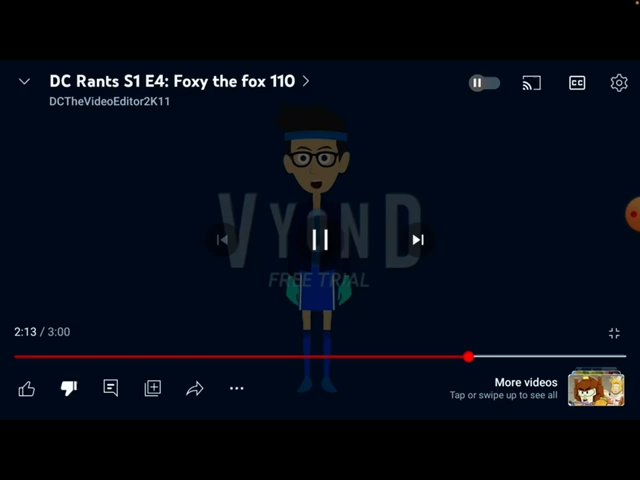 DC Rants S1 E4: Foxy the fox 110
CC
DCTheVideoEditor2K11
VYOND
FREE TRIAL
2:13 / 3:00
More videos
Tap or swipe up to see all